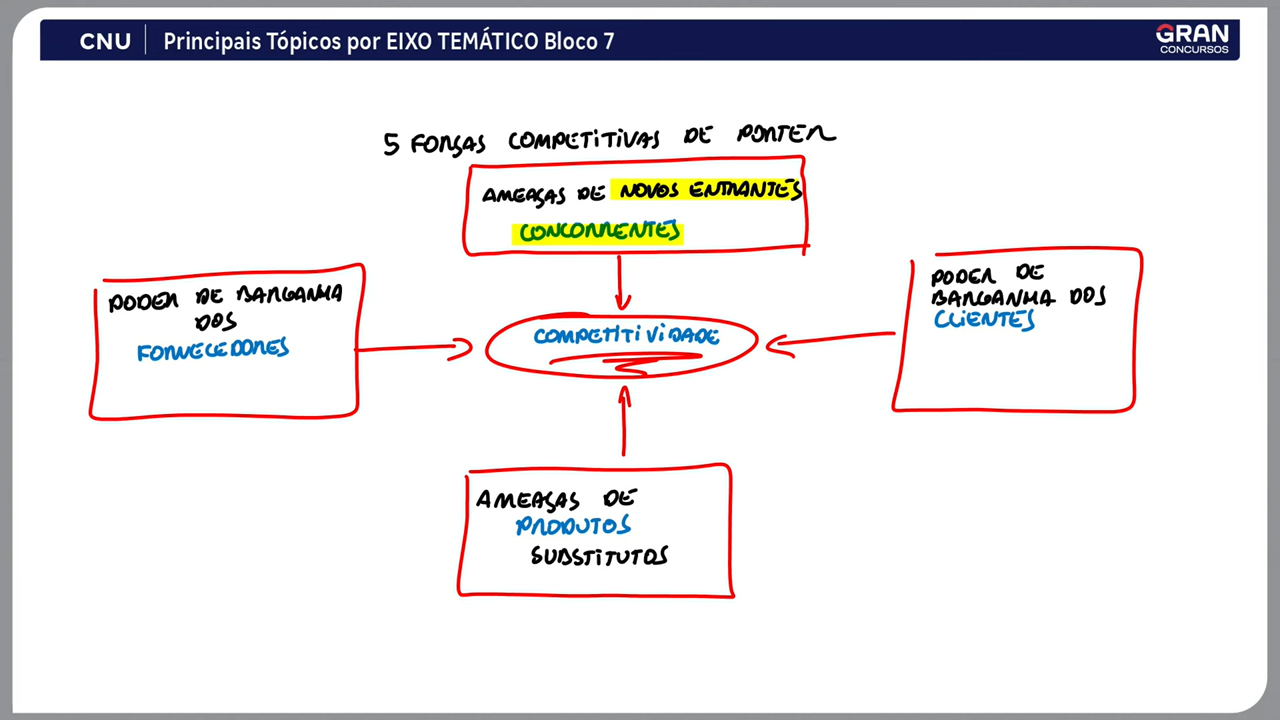 CNU | Principais Tópicos por EIXO TEMÁTICO Bloco 7
GRAN
CONCURSOS
5 FORÇAS COMPETITIVAS DE PORTER
AMEAÇAS DE NOVOS ENTRANTES
CONCORRENTES
PODER DE BARGANHA
DOS
FORNECEDORES
COMPETITIVIDADE
PODER DE
BARGANHA DOS
CLIENTES
AMEAÇAS DE
PRODUTOS
SUBSTITUTOS